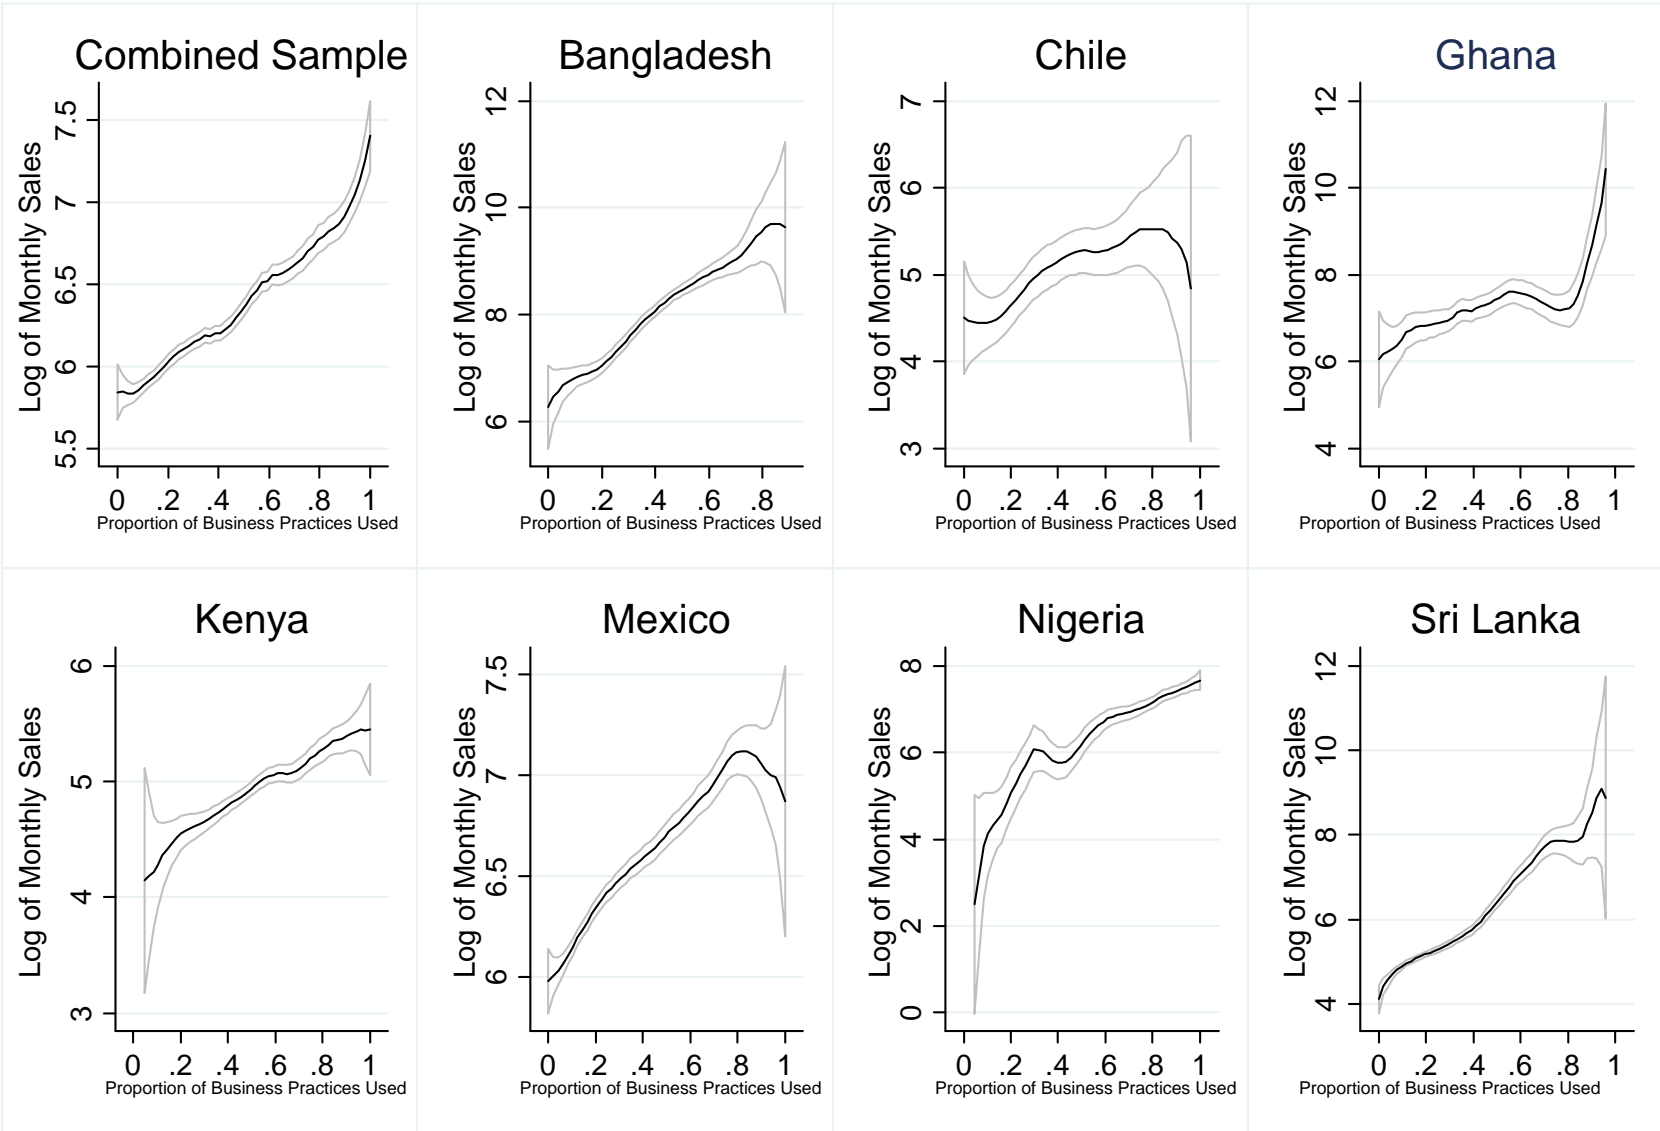 Combined Sample
Log of Monthly Sales
7.5
7
6.5
6
5.5
0 .2 .4 .6 .8 1
Proportion of Business Practices Used
Bangladesh
Log of Monthly Sales
12
10
8
6
0 .2 .4 .6 .8
Proportion of Business Practices Used
Chile
Log of Monthly Sales
7
6
5
4
3
0 .2 .4 .6 .8 1
Proportion of Business Practices Used
Ghana
Log of Monthly Sales
12
10
8
6
4
0 .2 .4 .6 .8 1
Proportion of Business Practices Used
Kenya
Log of Monthly Sales
6
5
4
3
0 .2 .4 .6 .8 1
Proportion of Business Practices Used
Mexico
Log of Monthly Sales
7.5
7
6.5
6
0 .2 .4 .6 .8 1
Proportion of Business Practices Used
Nigeria
Log of Monthly Sales
8
6
4
2
0
0 .2 .4 .6 .8 1
Proportion of Business Practices Used
Sri Lanka
Log of Monthly Sales
12
10
8
6
4
0 .2 .4 .6 .8 1
Proportion of Business Practices Used